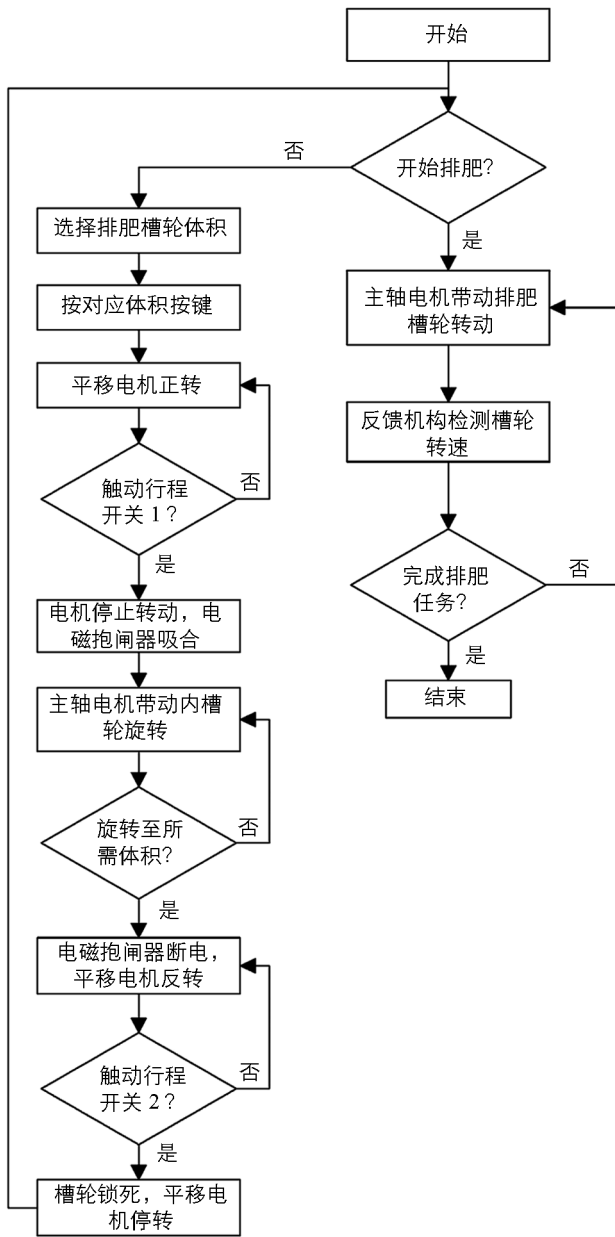 开始
开始排肥?
否
是
选择排肥槽轮体积
按对应体积按键
平移电机正转
触动行程
开关 1?
否
是
电机停止转动，电
磁抱闸器吸合
主轴电机带动内槽
轮旋转
旋转至所
需体积?
否
是
电磁抱闸器断电，
平移电机反转
触动行程
开关 2?
否
是
槽轮锁死，平移电
机停转
主轴电机带动排肥
槽轮转动
反馈机构检测槽轮
转速
完成排肥
任务?
否
是
结束